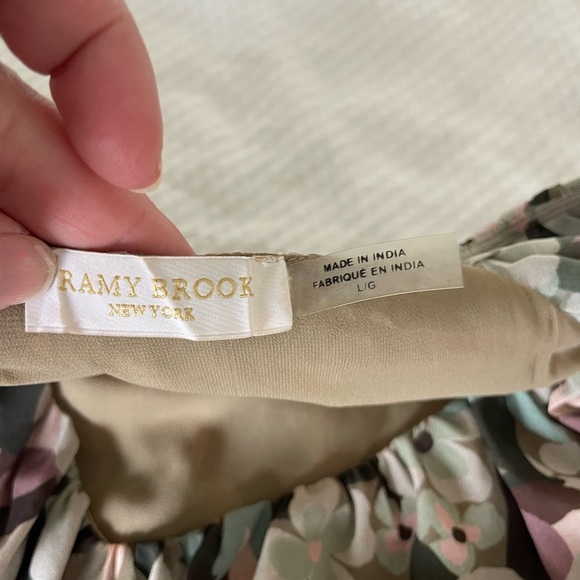 RAMY BROOK
NEW YORK
MADE IN INDIA
FABRIQUÉ EN INDIA
L/G